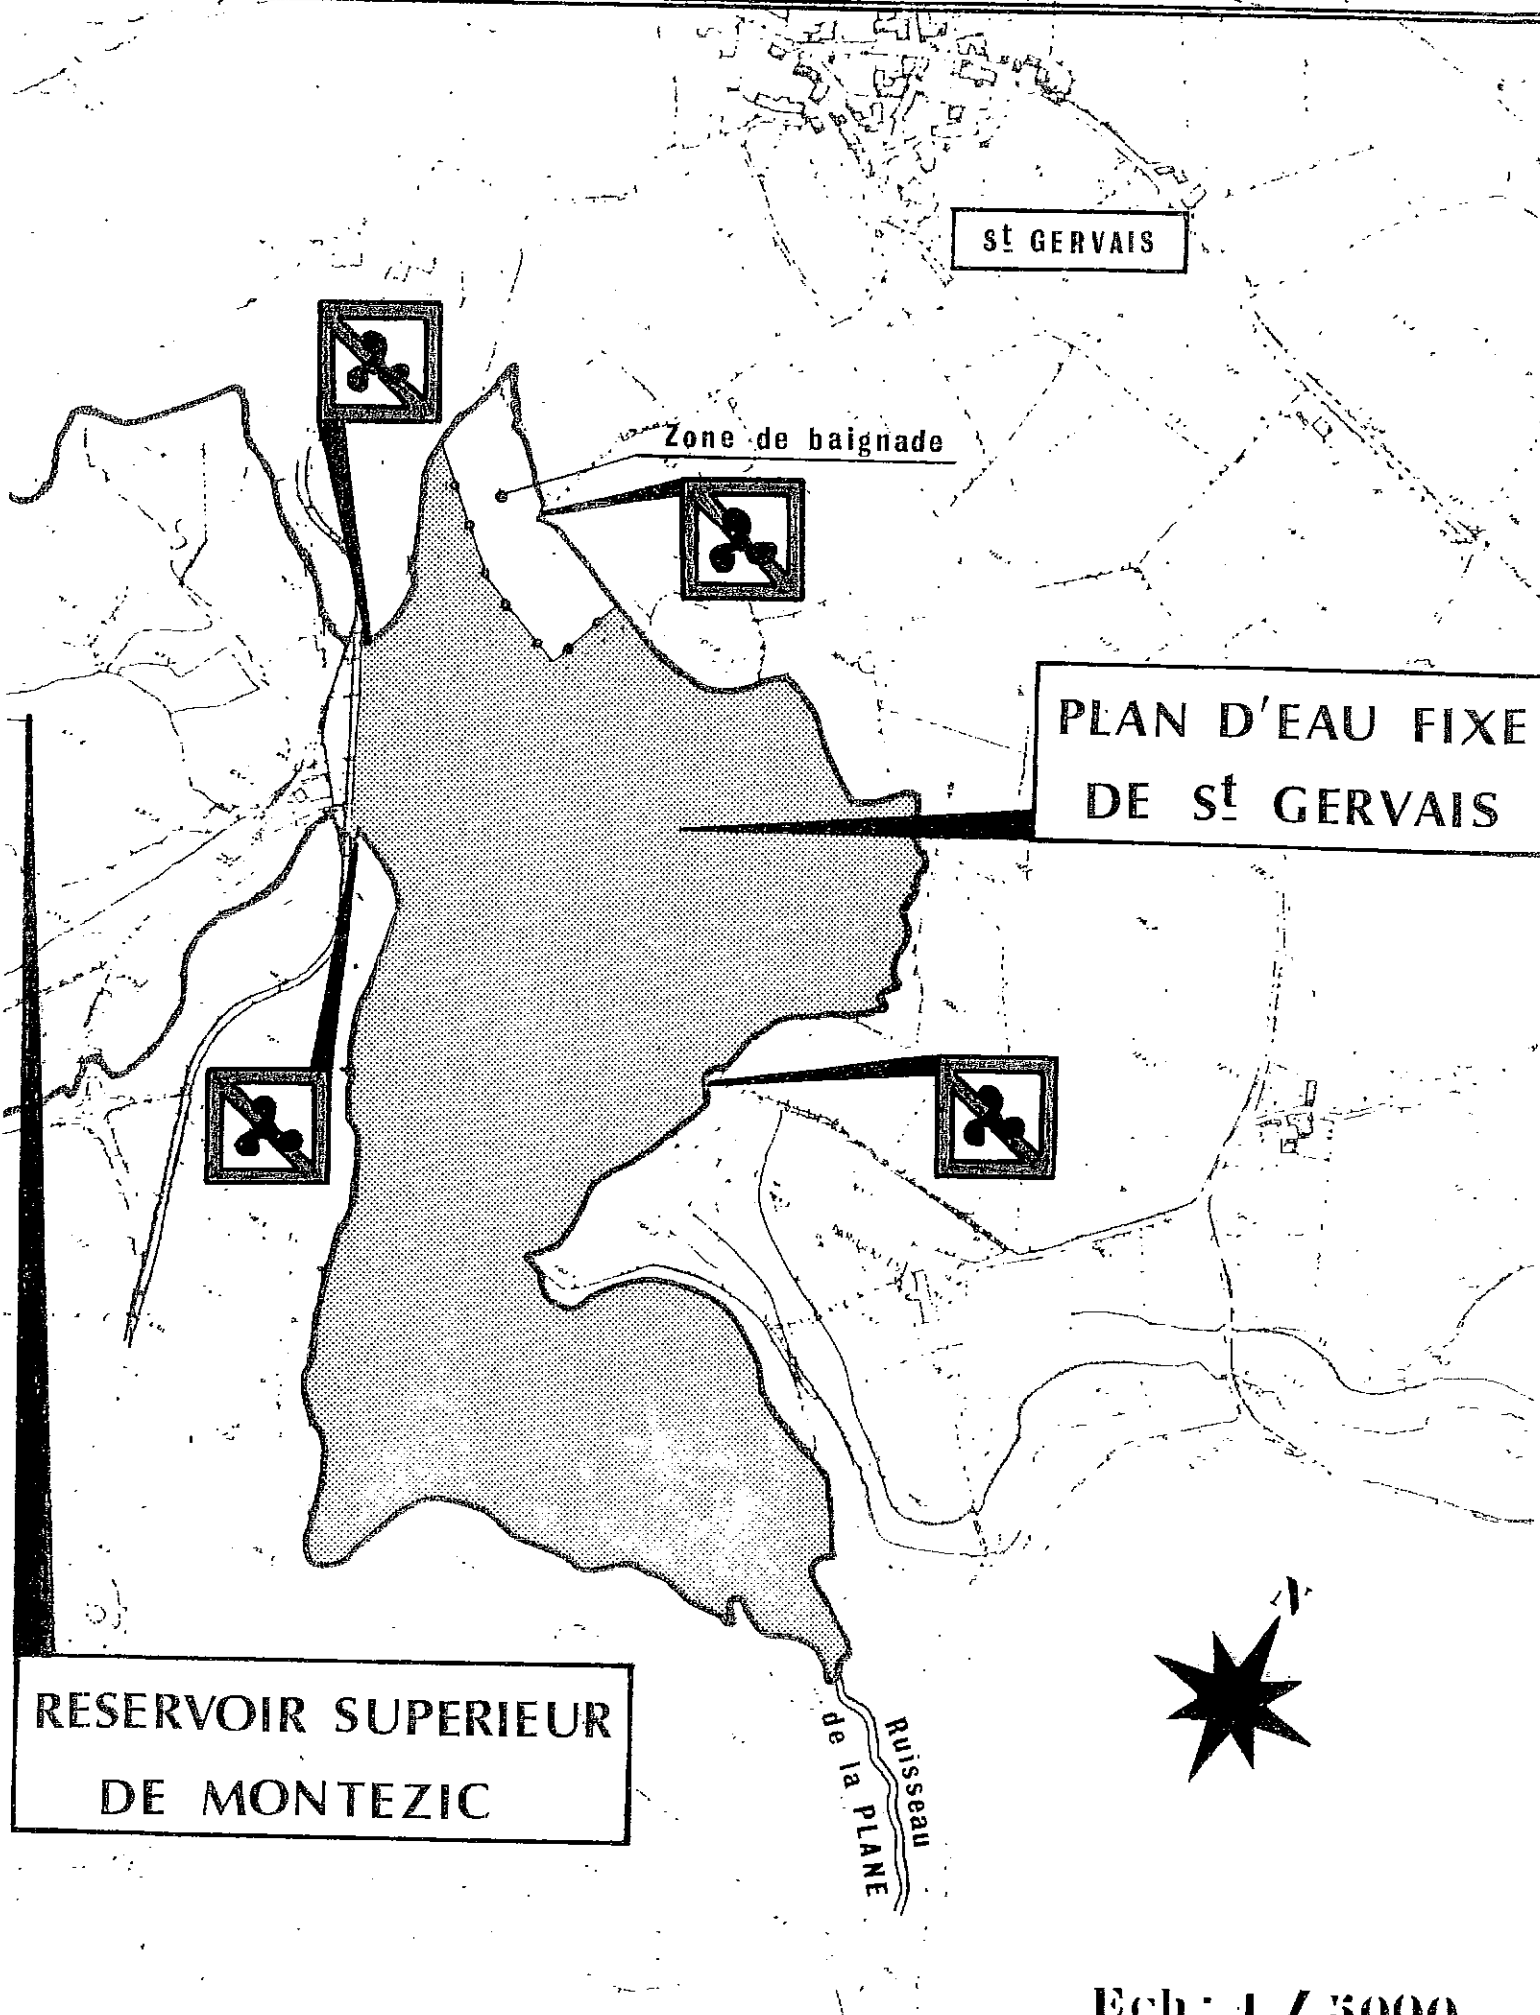 st GERVAIS
Zone de baignade
PLAN D'EAU FIXE
DE St GERVAIS
RESERVOIR SUPERIEUR
DE MONTEZIC
Ruisseau
de la PLANE
N
Ech: 1 / 5000